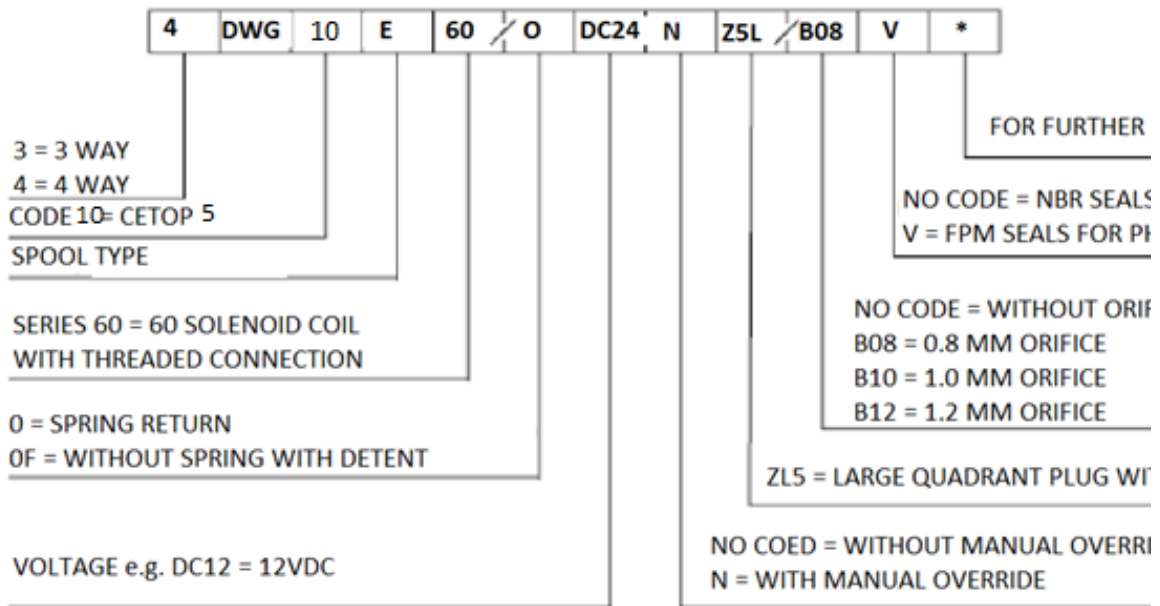 4 DWG 10 E 60 / O DC24 N Z5L / B08 V *
FOR FURTHER
3 = 3 WAY
4 = 4 WAY
CODE 10= CETOP 5
SPOOL TYPE
NO CODE = NBR SEALS
V = FPM SEALS FOR
SERIES 60 = 60 SOLENOID COIL
WITH THREADED CONNECTION
NO CODE = WITHOUT
B08 = 0.8 MM ORIFICE
B10 = 1.0 MM ORIFICE
B12 = 1.2 MM ORIFICE
0 = SPRING RETURN
0F = WITHOUT SPRING WITH DETENT
ZL5 = LARGE QUADRANT PLUG
VOLTAGE e.g. DC12 = 12VDC
NO COED = WITHOUT MANUAL
N = WITH MANUAL OVERRIDE